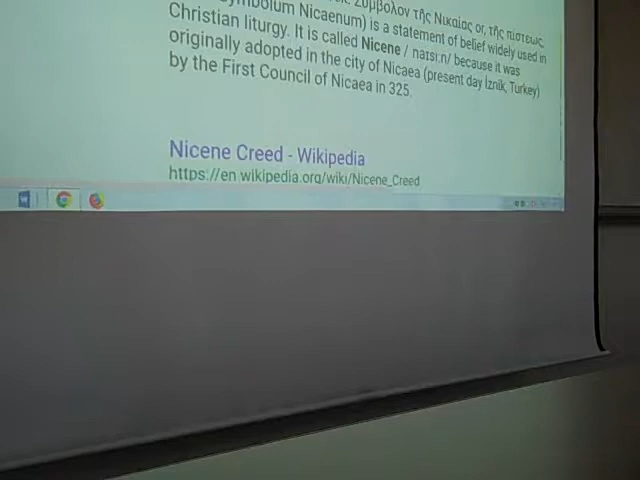 Symbolum Nicaenum) is a statement of belief widely used in
Σύμβολον τῆς Νικαίας or, τῆς πίστεως,
Christian liturgy. It is called Nicene /ˈnaɪsiːn/ because it was
originally adopted in the city of Nicaea (present day İznik, Turkey)
by the First Council of Nicaea in 325.
Nicene Creed - Wikipedia
https://en.wikipedia.org/wiki/Nicene_Creed